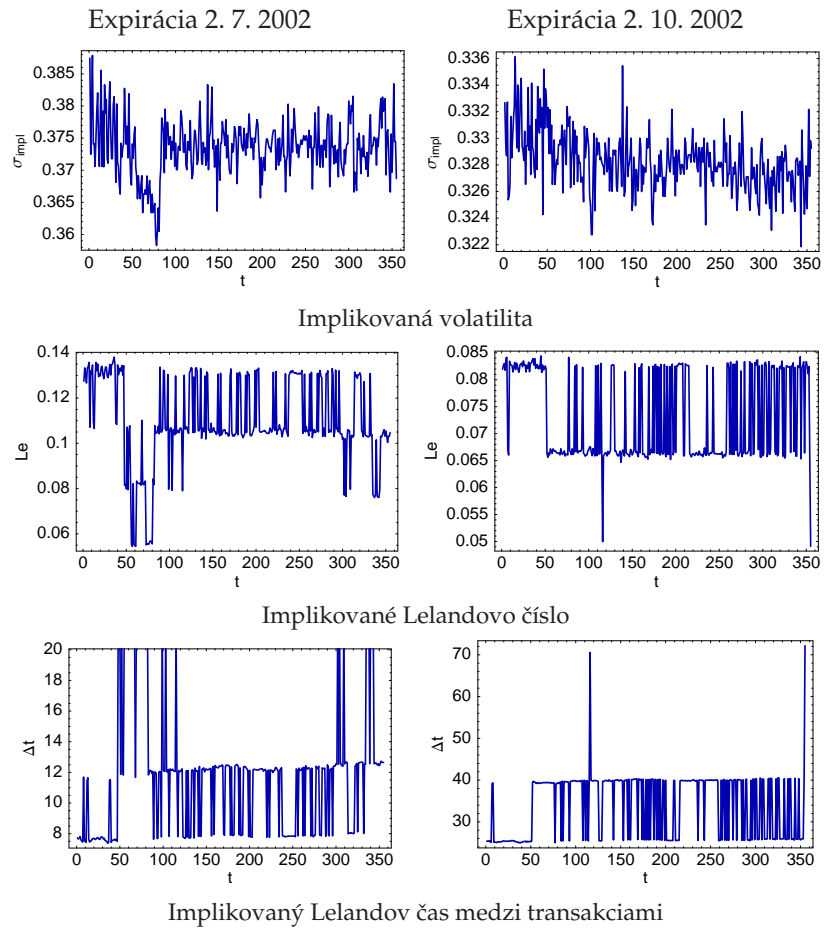 Expirácia 2. 7. 2002
Expirácia 2. 10. 2002
0.385
0.38
0.375
0.37
0.365
0.36
σimpl
0 50 100 150 200 250 300 350
t
0.336
0.334
0.332
0.33
0.328
0.326
0.324
0.322
σimpl
0 50 100 150 200 250 300 350
t
Implikovaná volatilita
0.14
0.12
0.1
0.08
0.06
Le
0 50 100 150 200 250 300 350
t
0.085
0.08
0.075
0.07
0.065
0.06
0.055
0.05
Le
0 50 100 150 200 250 300 350
t
Implikované Lelandovo číslo
20
18
16
14
12
10
8
Δt
0 50 100 150 200 250 300 350
t
70
60
50
40
30
Δt
0 50 100 150 200 250 300 350
t
Implikovaný Lelandov čas medzi transakciami